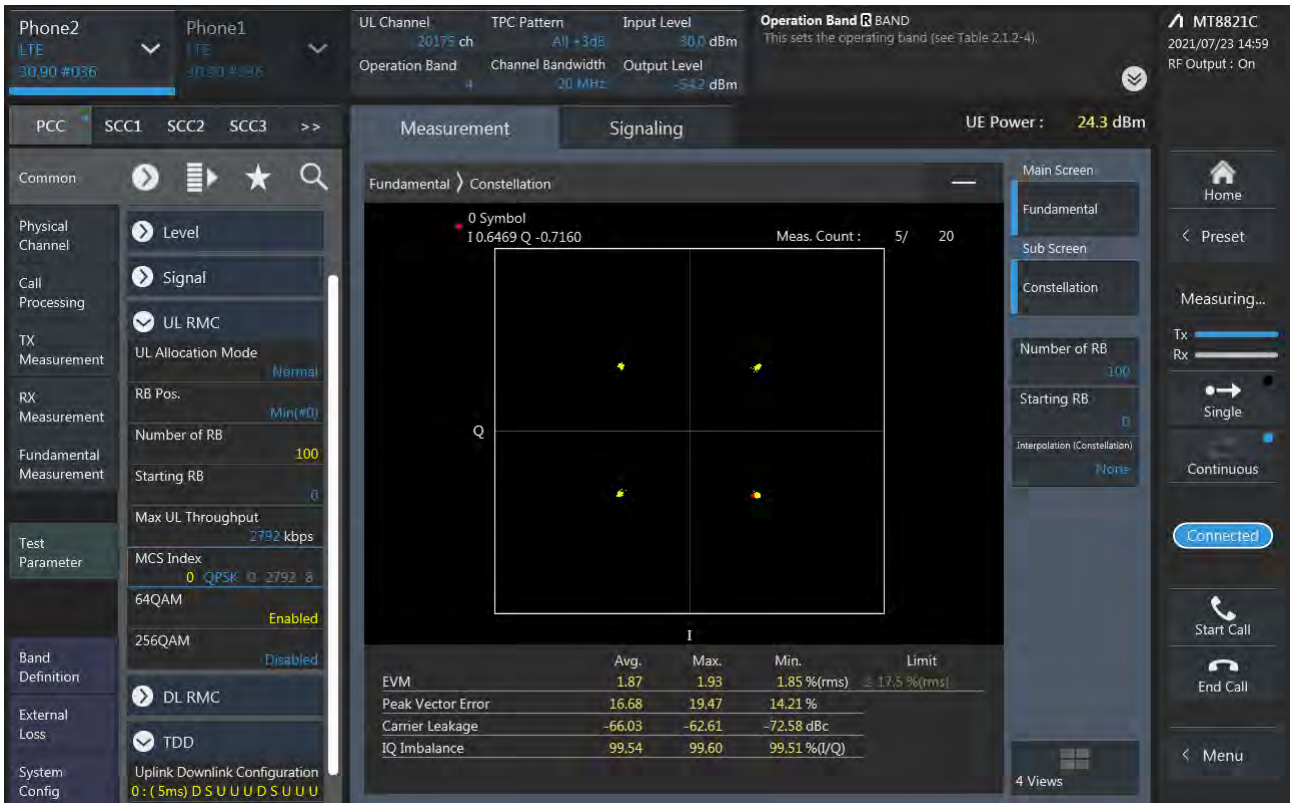 Phone2
LTE
30.90 #036
Phone1
LTE
UL Channel
20175 ch
TPC Pattern
All +3dB
Input Level
30.0 dBm
Operation Band
4
Channel Bandwidth
20 MHz
Output Level
-54.2 dBm
Operation Band R BAND
This sets the operating band (see Table 2.1.2-4).
MT8821C
2021/07/23 14:59
RF Output : On
PCC SCC1 SCC2 SCC3 >>
Measurement
Signaling
UE Power : 24.3 dBm
Common
Physical
Channel
Call
Processing
TX
Measurement
RX
Measurement
Fundamental
Measurement
Test
Parameter
Band
Definition
External
Loss
System
Config
Level
Signal
UL RMC
UL Allocation Mode
Normal
RB Pos.
Min(#0)
Number of RB
100
Starting RB
0
Max UL Throughput
2792 kbps
MCS Index
0 QPSK 0 2792 8
64QAM
Enabled
256QAM
Disabled
DL RMC
TDD
Uplink Downlink Configuration
0 : ( 5ms) D S U U U D S U U U
Fundamental ⟩ Constellation
0 Symbol
I 0.6469 Q -0.7160
Meas. Count : 5/ 20
Q
I
Avg. Max. Min. Limit
EVM 1.87 1.93 1.85 %(rms) ≤ 17.5 %(rms)
Peak Vector Error 16.68 19.47 14.21 %
Carrier Leakage -66.03 -62.61 -72.58 dBc
IQ Imbalance 99.54 99.60 99.51 %(I/Q)
Main Screen
Fundamental
Sub Screen
Constellation
Number of RB
100
Starting RB
0
Interpolation (Constellation)
None
4 Views
Home
< Preset
Measuring...
Tx
Rx
Single
Continuous
Connected
Start Call
End Call
< Menu